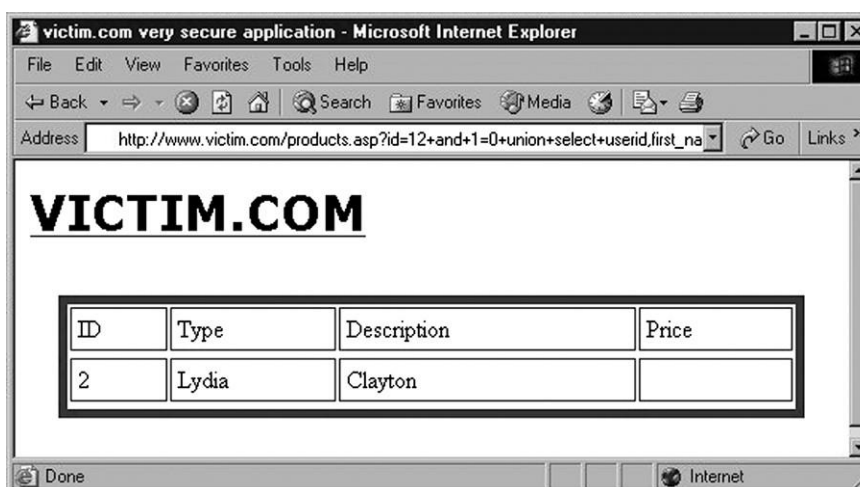 victim.com very secure application - Microsoft Internet Explorer
File Edit View Favorites Tools Help
Back Search Favorites Media
Address http://www.victim.com/products.asp?id=12+and+1=0+union+select+userid,first_na Go Links »
VICTIM.COM
ID Type Description Price
2 Lydia Clayton
Done Internet